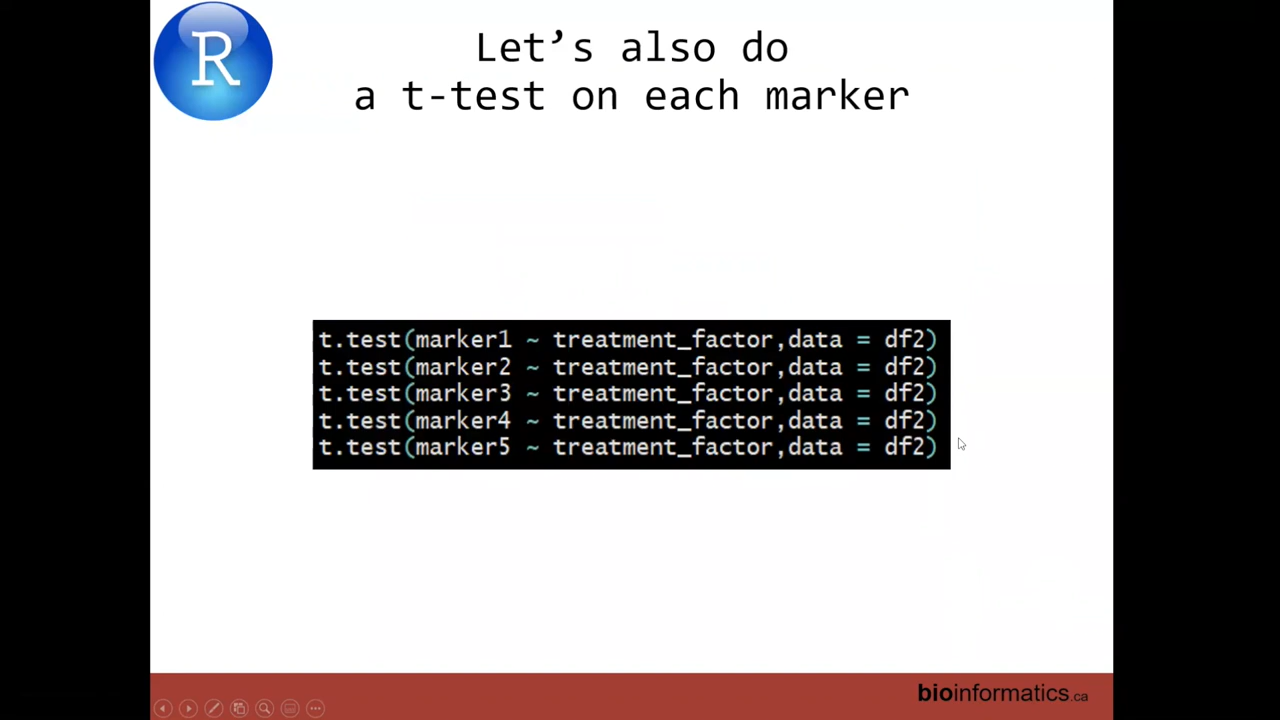 R
Let’s also do
a t-test on each marker
t.test(marker1 ~ treatment_factor,data = df2)
t.test(marker2 ~ treatment_factor,data = df2)
t.test(marker3 ~ treatment_factor,data = df2)
t.test(marker4 ~ treatment_factor,data = df2)
t.test(marker5 ~ treatment_factor,data = df2)
bioinformatics.ca